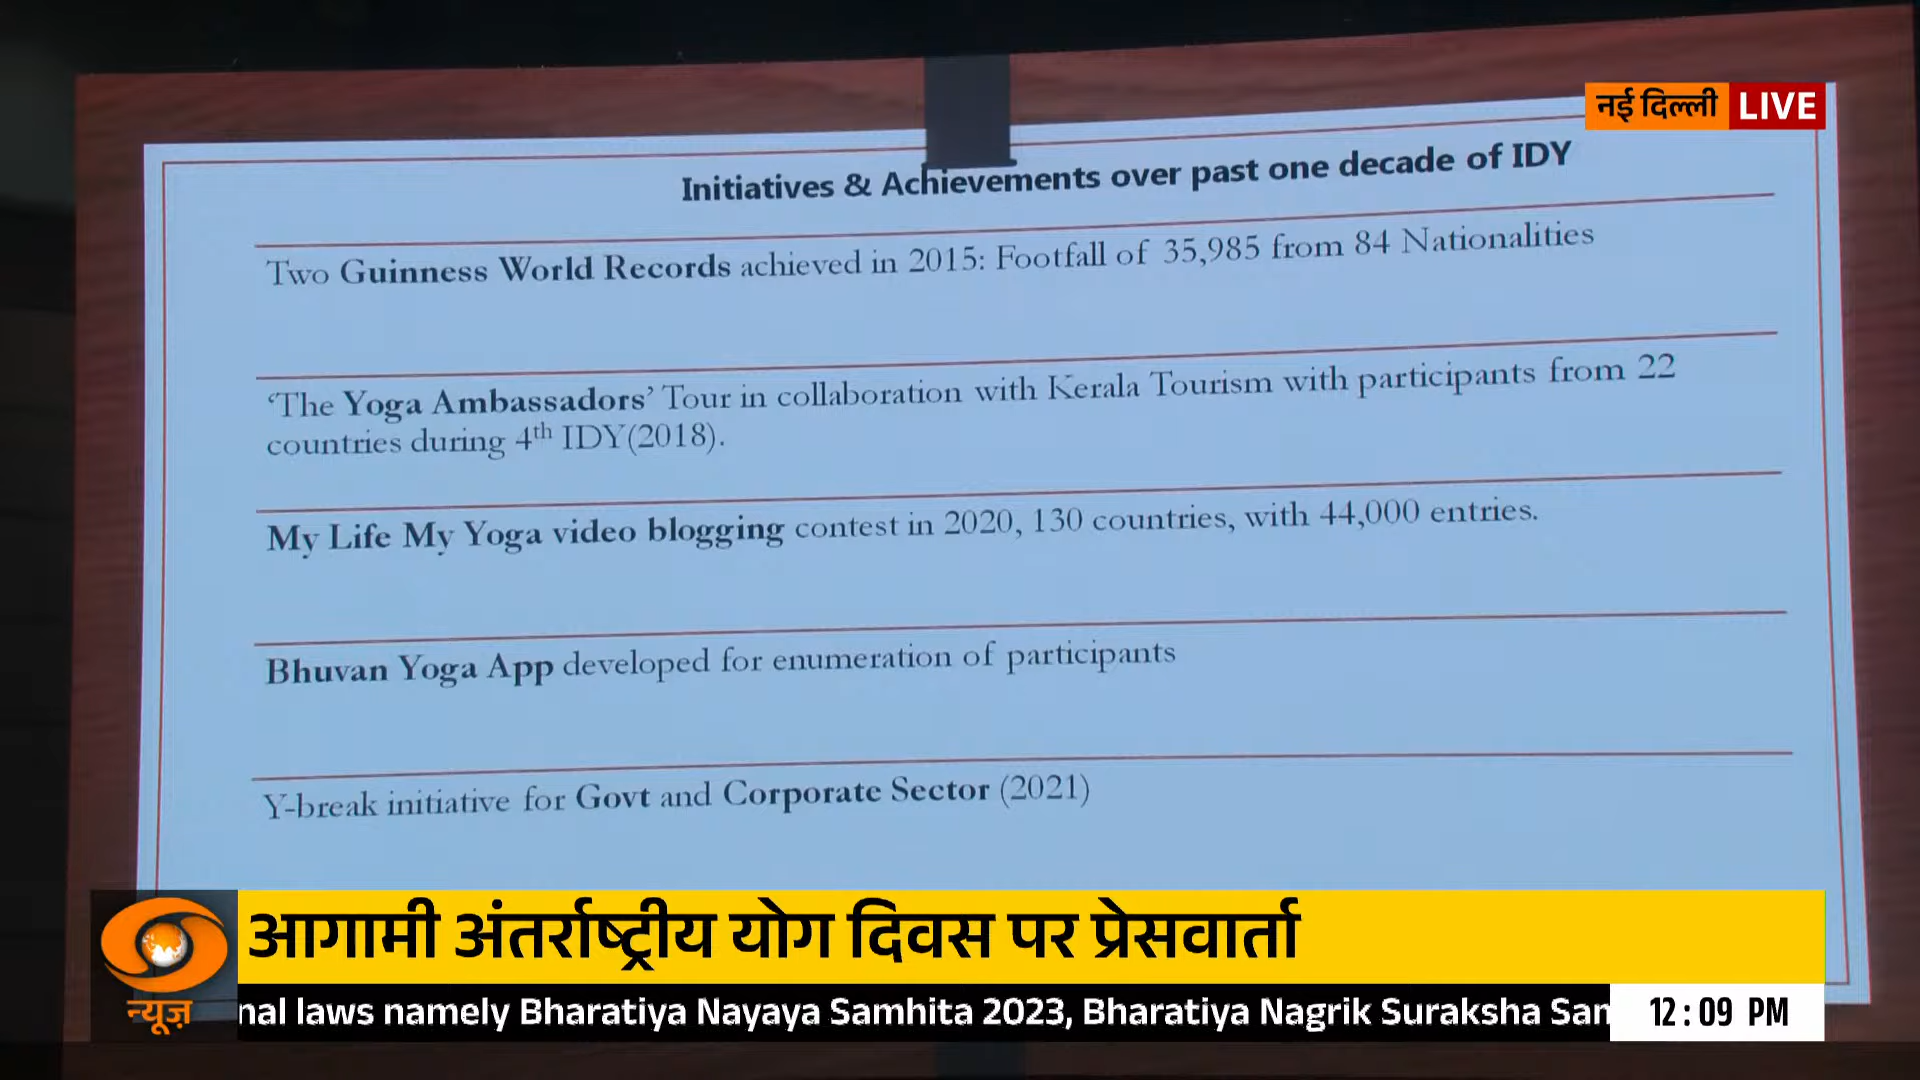 नई दिल्ली LIVE
Initiatives & Achievements over past one decade of IDY
Two Guinness World Records achieved in 2015: Footfall of 35,985 from 84 Nationalities
‘The Yoga Ambassadors’ Tour in collaboration with Kerala Tourism with participants from 22
countries during 4th IDY(2018).
My Life My Yoga video blogging contest in 2020, 130 countries, with 44,000 entries.
Bhuvan Yoga App developed for enumeration of participants
Y-break initiative for Govt and Corporate Sector (2021)
आगामी अंतर्राष्ट्रीय योग दिवस पर प्रेसवार्ता
न्यूज़
nal laws namely Bharatiya Nayaya Samhita 2023, Bharatiya Nagrik Suraksha San
12:09 PM